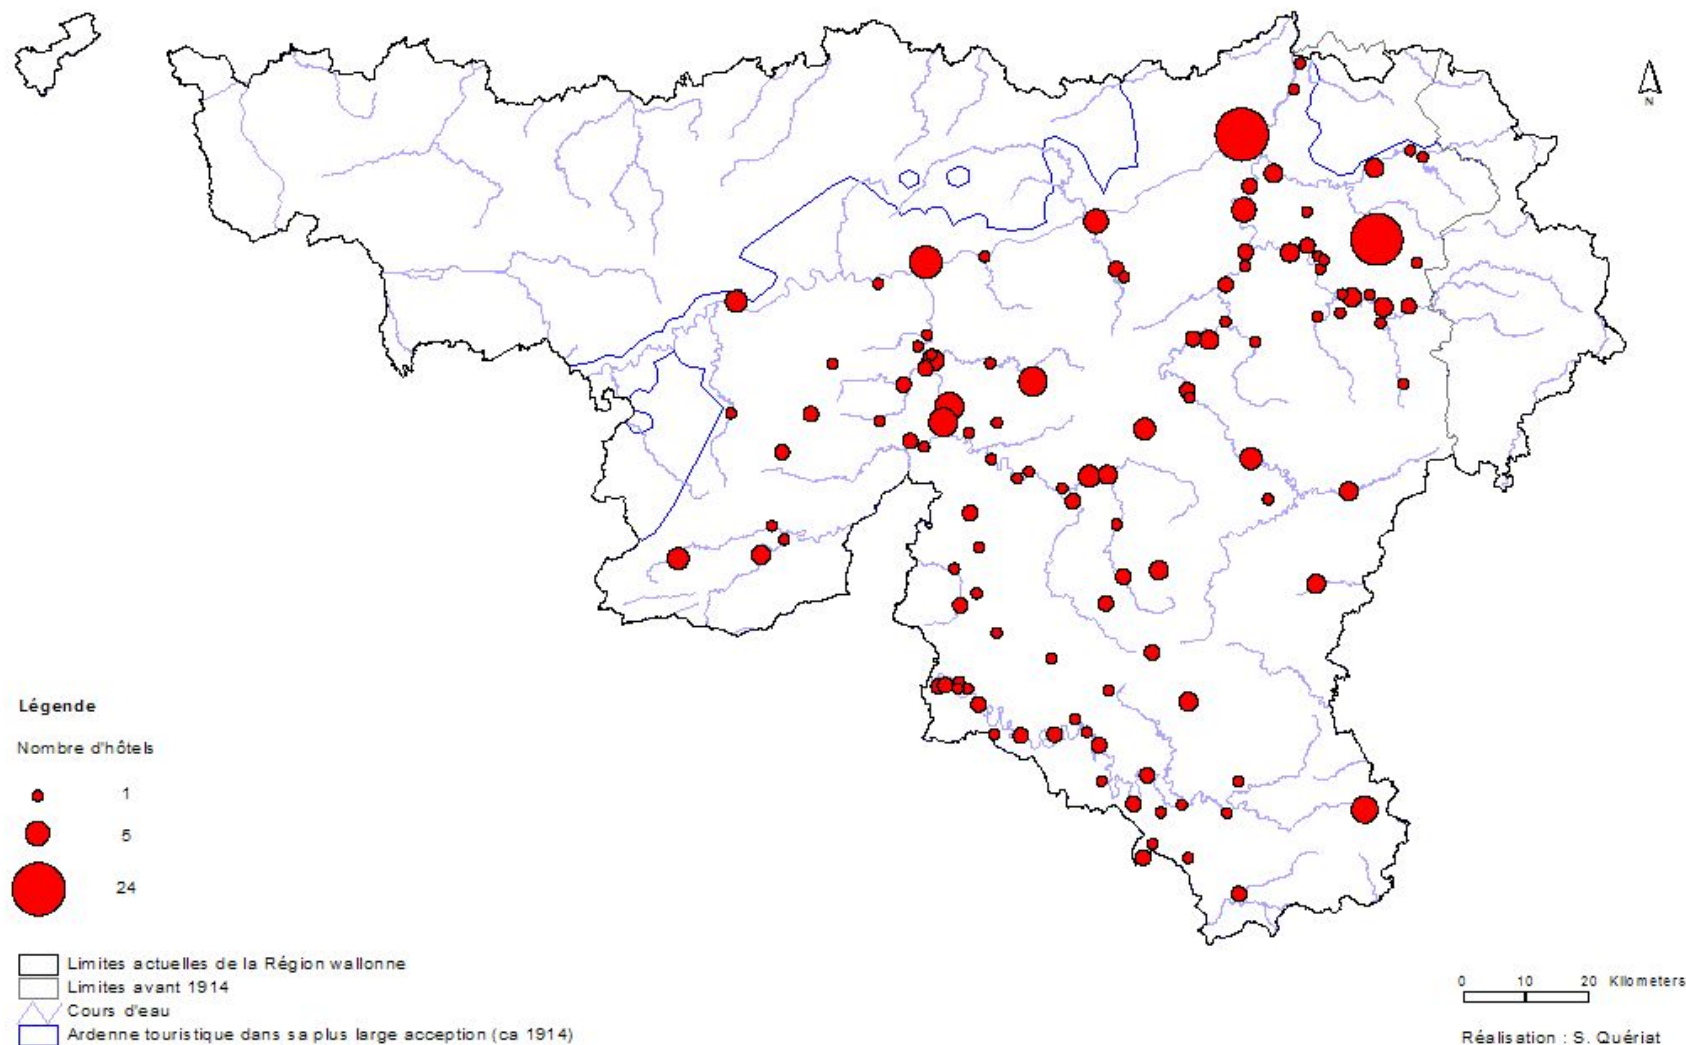 N
Légende
Nombre d'hôtels
1
5
24
Limites actuelles de la Région wallonne
Limites avant 1914
Cours d'eau
Ardenne touristique dans sa plus large acception (ca 1914)
0 10 20 Kilometers
Réalisation : S. Quériat